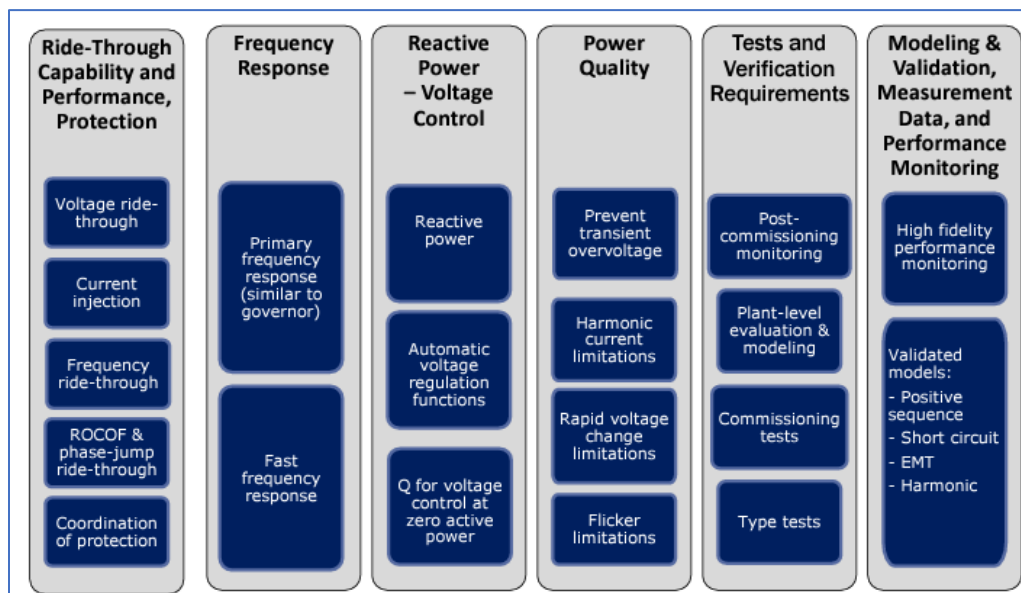 Ride-Through
Capability and
Performance,
Protection
Voltage ride-
through
Current
injection
Frequency
ride-through
ROCOF &
phase-jump
ride-through
Coordination
of protection
Frequency
Response
Primary
frequency
response
(similar to
governor)
Fast
frequency
response
Reactive
Power
– Voltage
Control
Reactive
power
Automatic
voltage
regulation
functions
Q for voltage
control at
zero active
power
Power
Quality
Prevent
transient
overvoltage
Harmonic
current
limitations
Rapid voltage
change
limitations
Flicker
limitations
Tests and
Verification
Requirements
Post-
commissioning
monitoring
Plant-level
evaluation &
modeling
Commissioning
tests
Type tests
Modeling &
Validation,
Measurement
Data, and
Performance
Monitoring
High fidelity
performance
monitoring
Validated
models:
- Positive
sequence
- Short circuit
- EMT
- Harmonic